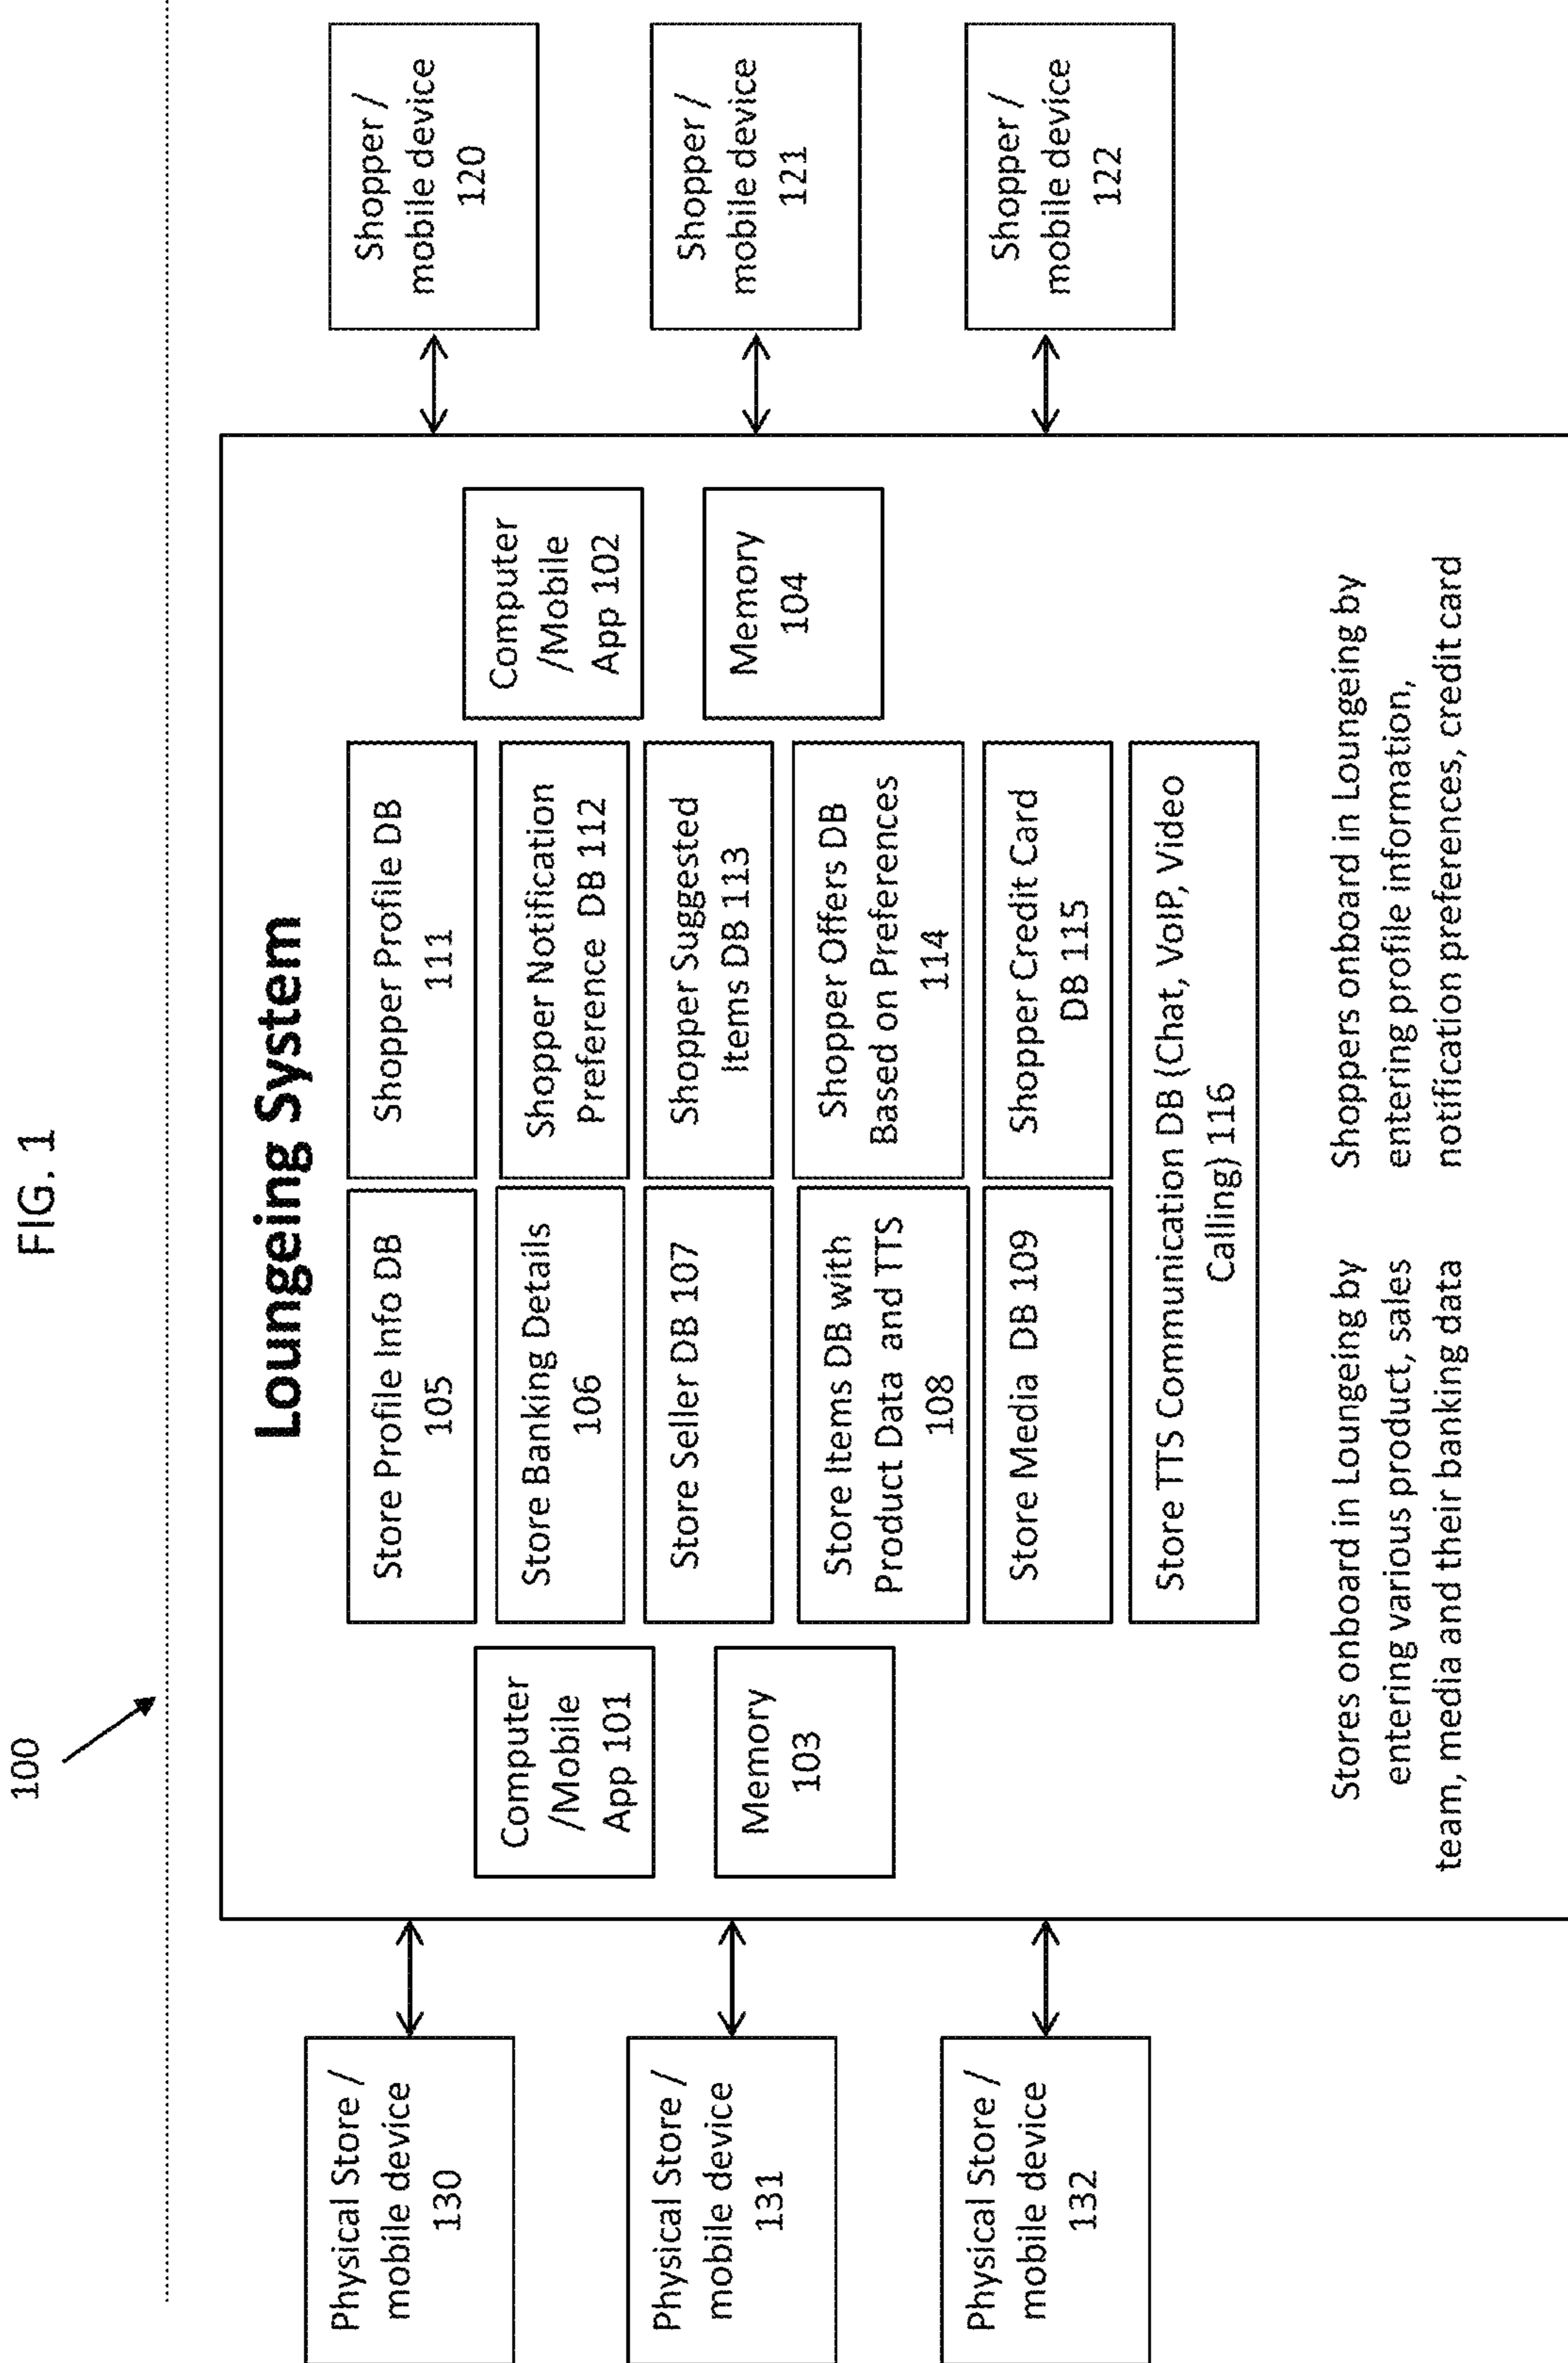 FIG. 1
100
Loungeing System
Physical Store /
mobile device
130
Physical Store /
mobile device
131
Physical Store /
mobile device
132
Computer
/Mobile
App 101
Memory
103
Store Profile Info DB
105
Store Banking Details
106
Store Seller DB 107
Store Items DB with
Product Data and TTS
108
Store Media DB 109
Shopper Profile DB
111
Shopper Notification
Preference DB 112
Shopper Suggested
Items DB 113
Shopper Offers DB
Based on Preferences
114
Shopper Credit Card
DB 115
Store TTS Communication DB (Chat, VoIP, Video
Calling) 116
Computer
/Mobile
App 102
Memory
104
Shopper /
mobile device
120
Shopper /
mobile device
121
Shopper /
mobile device
122
Stores onboard in Loungeing by
entering various product, sales
team, media and their banking data
Shoppers onboard in Loungeing by
entering profile information,
notification preferences, credit card